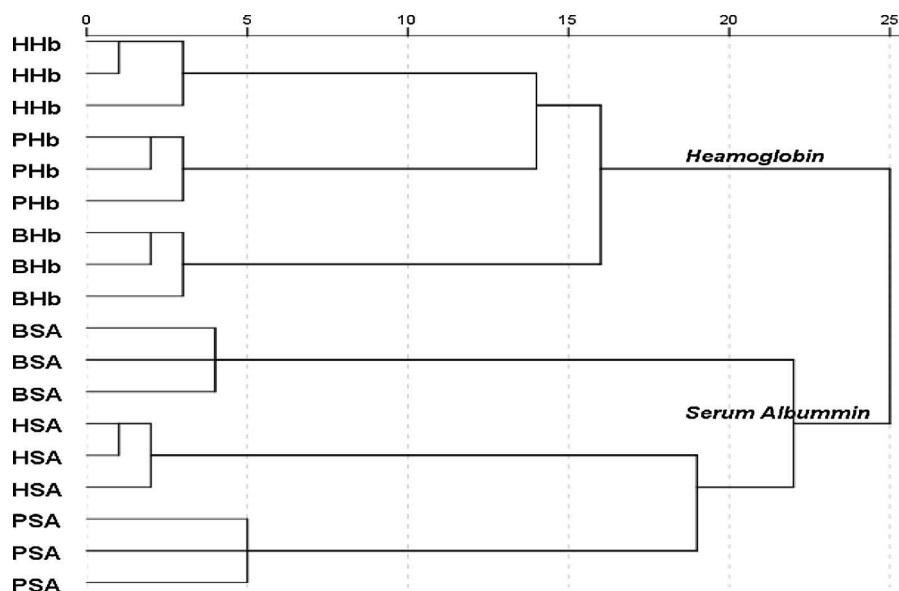 0 5 10 15 20 25
HHb
HHb
HHb
PHb
PHb
Heamoglobin
PHb
BHb
BHb
BHb
BSA
BSA
BSA
Serum Albummin
HSA
HSA
HSA
PSA
PSA
PSA